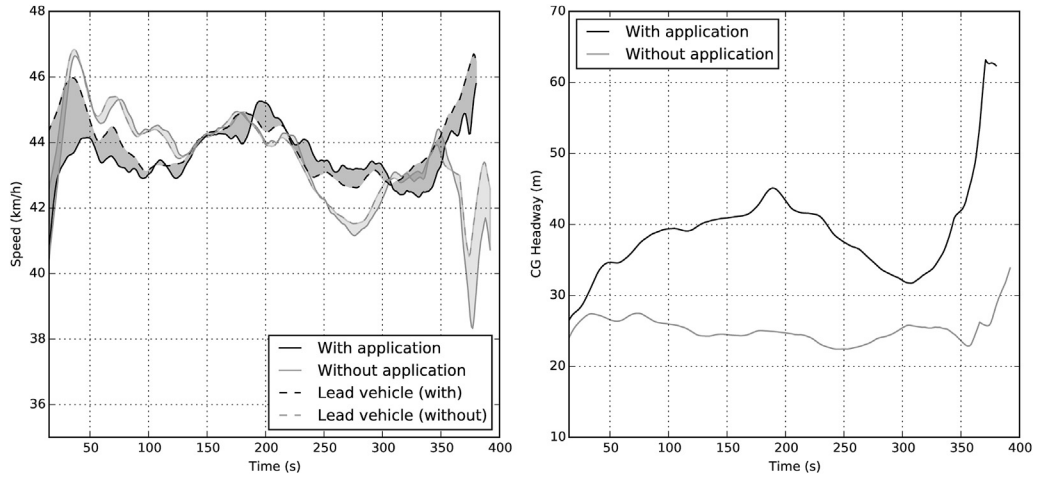 48
46
44
42
40
38
36
Speed (km/h)
50 100 150 200 250 300 350 400
Time (s)
With application
Without application
Lead vehicle (with)
Lead vehicle (without)
70
60
50
40
30
20
10
CG Headway (m)
50 100 150 200 250 300 350 400
Time (s)
With application
Without application